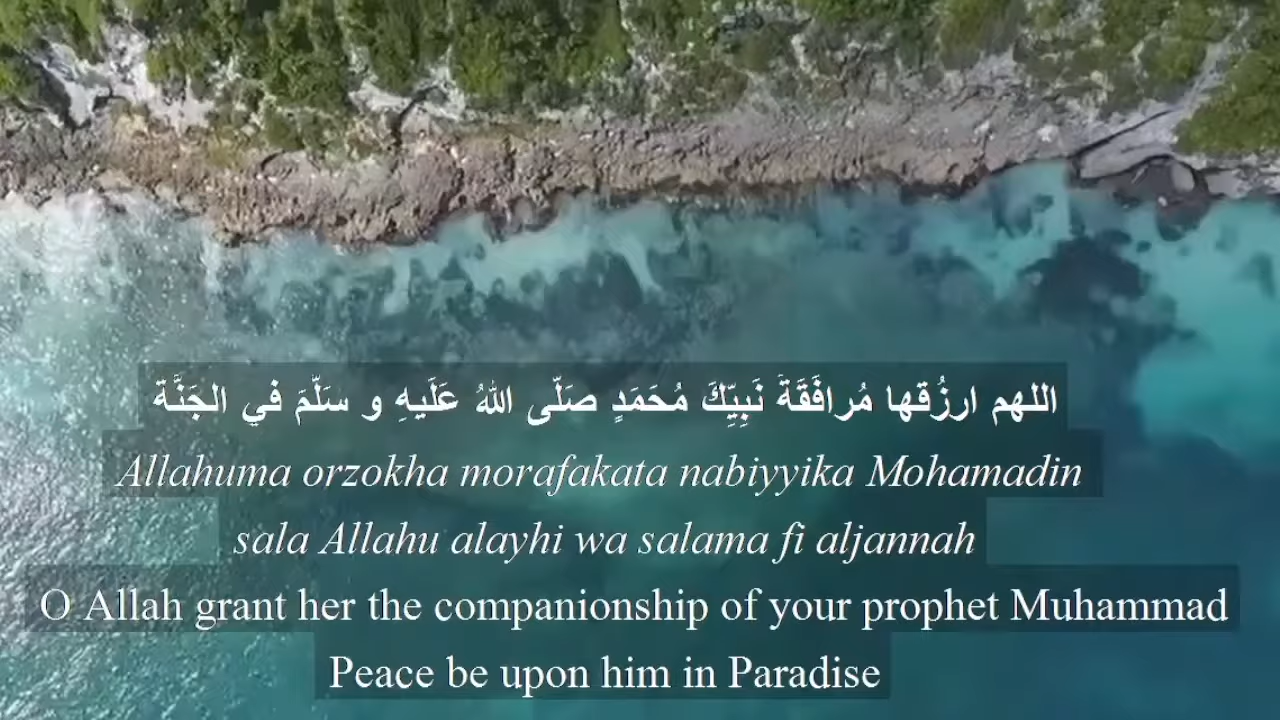 اللهم ارزُقها مُرافَقَةَ نَبِيِّكَ مُحَمَدٍ صَلّى اللهُ عَلَيهِ و سَلّمَ في الجَنَّة
Allahuma orzokha morafakata nabiyyika Mohamadin
sala Allahu alayhi wa salama fi aljannah
O Allah grant her the companionship of your prophet Muhammad
Peace be upon him in Paradise